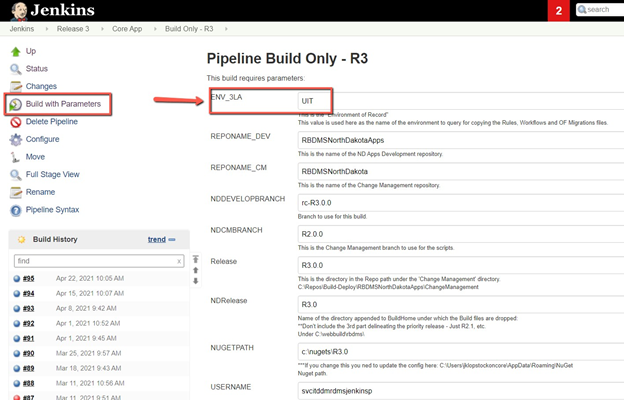 Jenkins
2
search
Jenkins
Release 3
Core App
Build Only - R3
Up
Status
Changes
Build with Parameters
Delete Pipeline
Configure
Move
Full Stage View
Rename
Pipeline Syntax
Build History
trend
find
x
#95 Apr 22, 2021 10:05 AM
#94 Apr 15, 2021 10:07 AM
#93 Apr 8, 2021 9:42 AM
#92 Apr 1, 2021 10:52 AM
#91 Apr 1, 2021 9:45 AM
#90 Mar 25, 2021 9:57 AM
#89 Mar 18, 2021 9:43 AM
#88 Mar 11, 2021 10:56 AM
#87 Mar 11, 2021 9:51 AM
Pipeline Build Only - R3
This build requires parameters:
ENV_3LA
UIT
This is the "Environment of Record"
This value is used here as the name of the environment to query for copying the Rules, Workflows and OF Migrations files.
REPONAME_DEV
RBDMSNorthDakotaApps
This is the name of the ND Apps Development repository.
REPONAME_CM
RBDMSNorthDakota
This is the name of the Change Management repository.
NDDEVELOPBRANCH
rc-R3.0.0
Branch to use for this build.
NDCMBRANCH
R2.0.0
This is the Change Management branch to use for the scripts.
Release
R3.0.0
This is the directory in the Repo path under the 'Change Management' directory.
C:\Repos\Build-Deploy\RBDMSNorthDakotaApps\ChangeManagement
NDRelease
R3.0
Name of the directory appended to BuildHome under which the Build files are dropped:
**Don't include the 3rd part delineating the priority release - Just R2.1, etc.
Under C:\webbuild\rbdms\
NUGETPATH
c:\nugets\R3.0
***If you change this you ned to update the config here: C:\Users\jklopstockoncore\AppData\Roaming\NuGet
Nuget path.
USERNAME
svcitddmrdmsjenkinsp